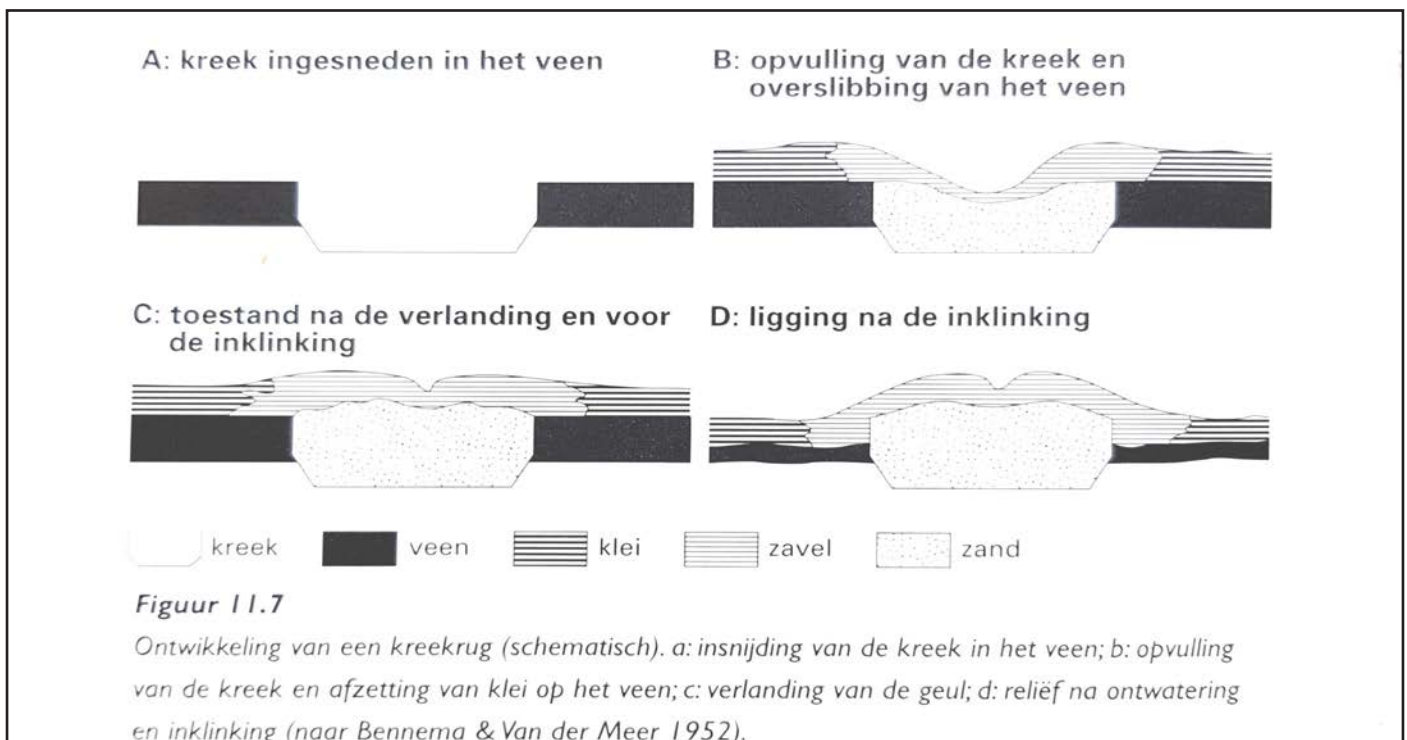 A: kreek ingesneden in het veen
B: opvulling van de kreek en
overslibbing van het veen
C: toestand na de verlanding en voor
de inklinking
D: ligging na de inklinking
kreek
veen
klei
zavel
zand
Figuur 11.7
Ontwikkeling van een kreekrug (schematisch). a: insnijding van de kreek in het veen; b: opvulling
van de kreek en afzetting van klei op het veen; c: verlanding van de geul; d: reliëf na ontwatering
en inklinking (naar Bennema & Van der Meer 1952).